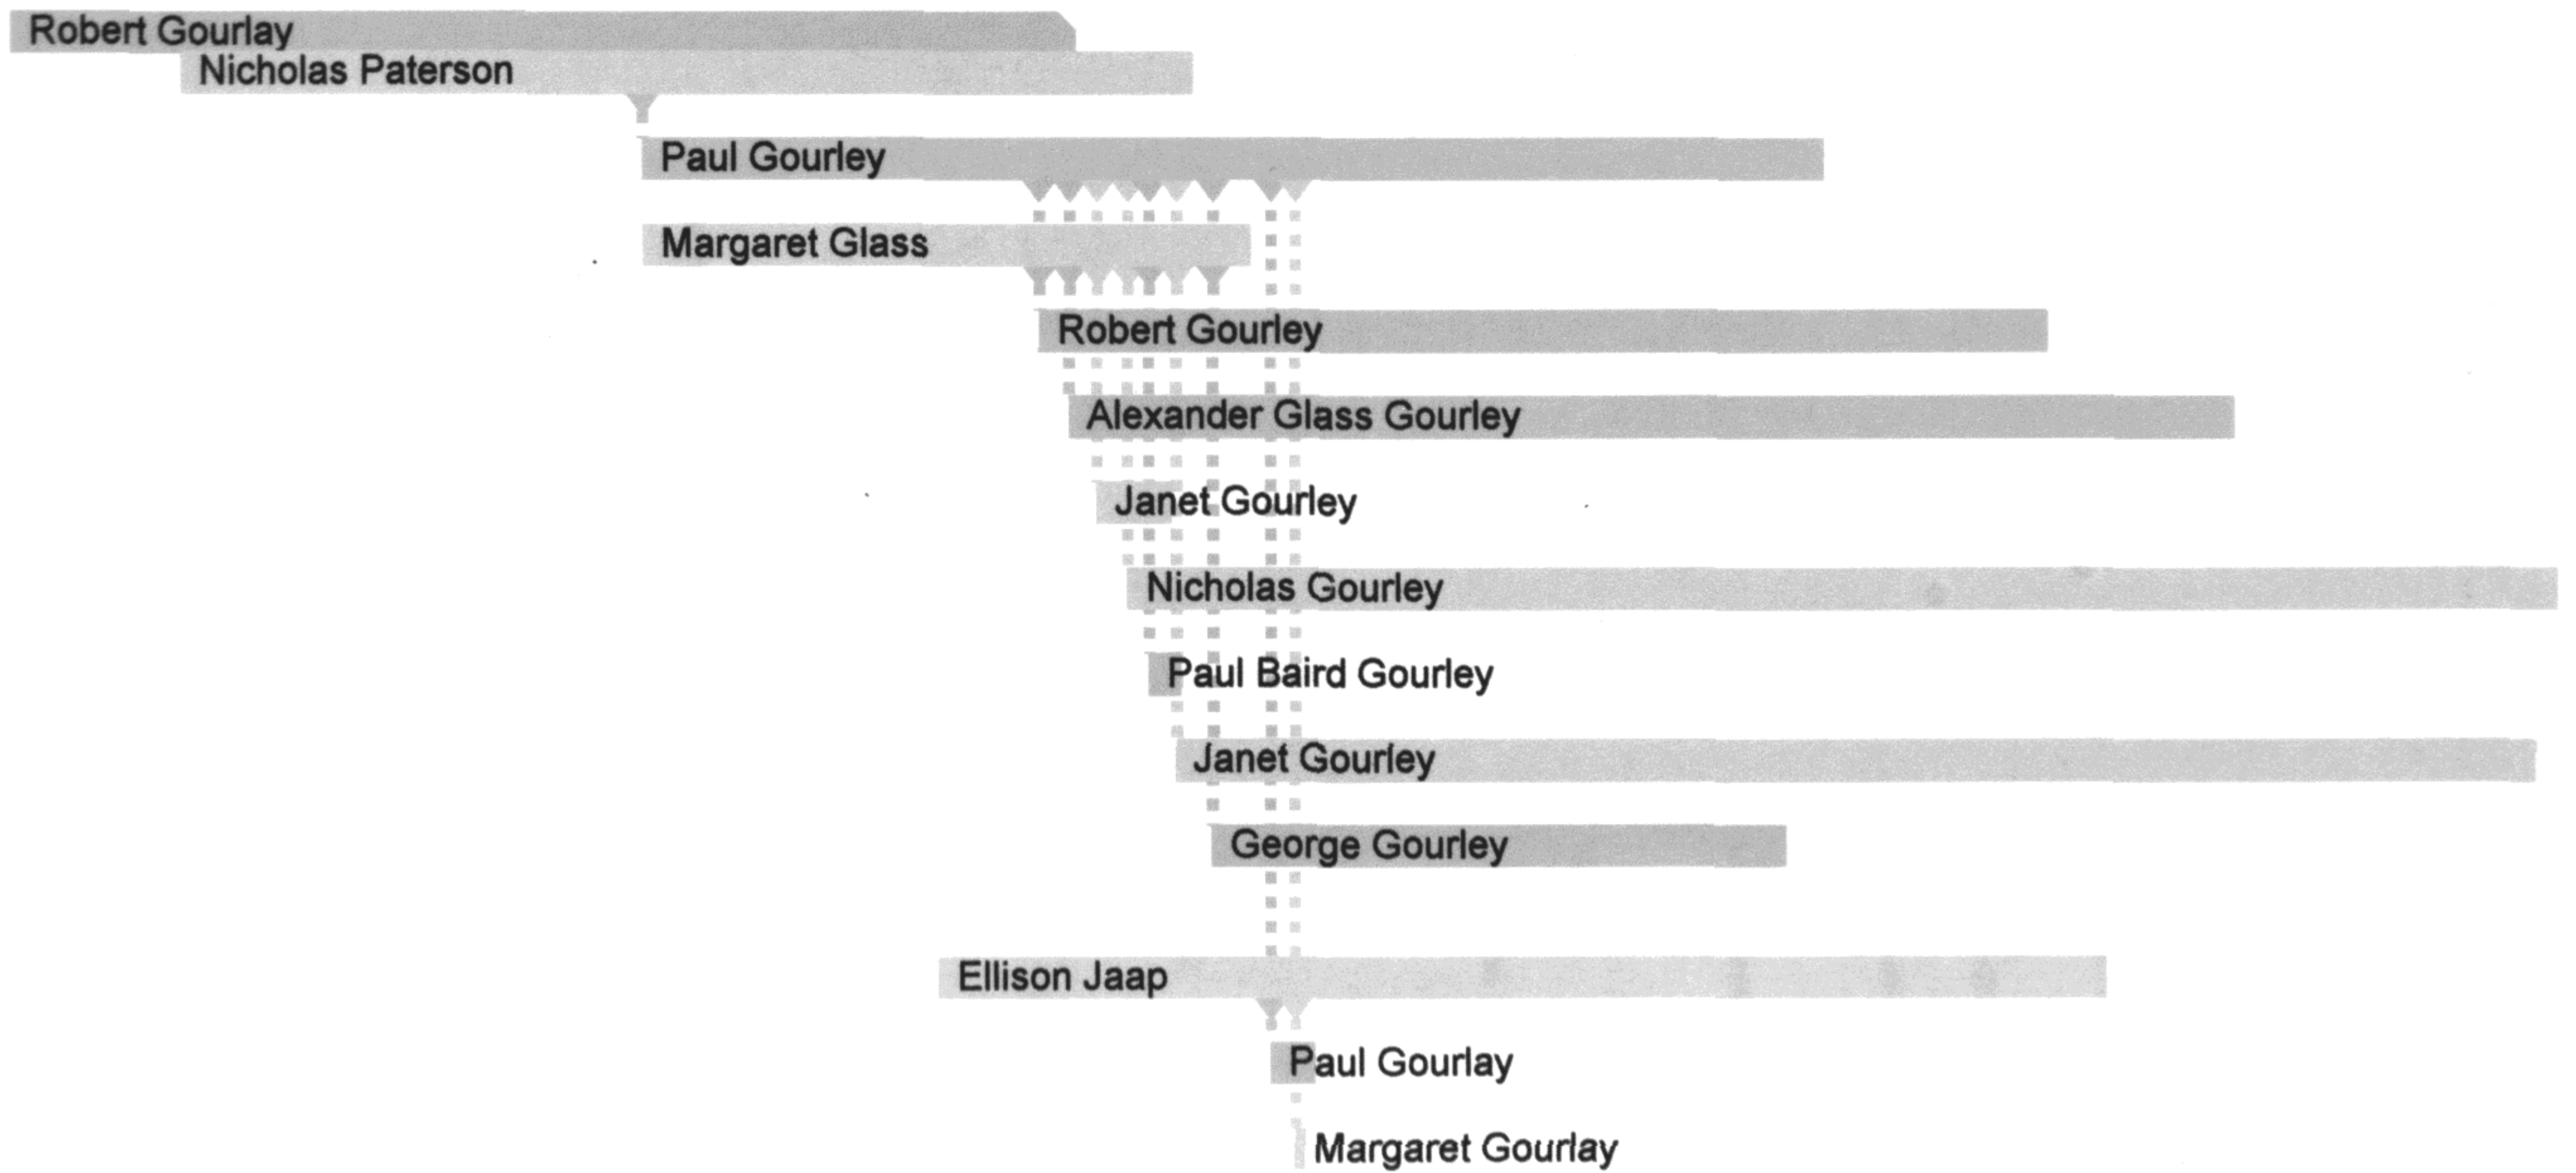 Robert Gourlay
Nicholas Paterson
Paul Gourley
Margaret Glass
Robert Gourley
Alexander Glass Gourley
Janet Gourley
Nicholas Gourley
Paul Baird Gourley
Janet Gourley
George Gourley
Ellison Jaap
Paul Gourlay
Margaret Gourlay